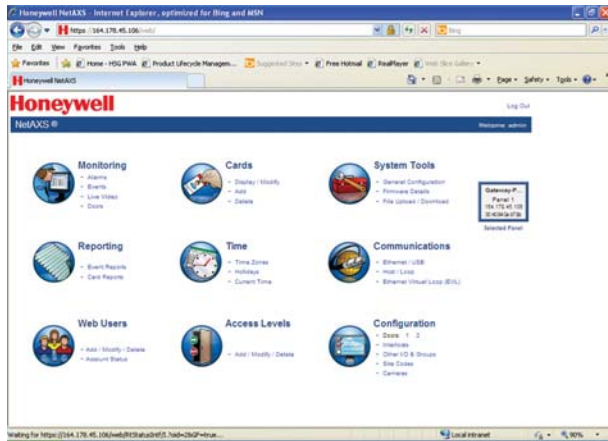 Honeywell NetAXS - Internet Explorer, optimized for Bing and MSN
https://164.178.45.106/web/
Bing
File Edit View Favorites Tools Help
Favorites Home - HSG PWA Product Lifecycle Managem... Suggested Sites Free Hotmail RealPlayer Web Slice Gallery
Honeywell NetAXS
Page Safety Tools
Honeywell
Log Out
NetAXS ®
Welcome admin
Monitoring
- Alarms
- Events
- Live Video
- Doors
Cards
- Display / Modify
- Add
- Delete
System Tools
- General Configuration
- Firmware Details
- File Upload / Download
Gateway-P...
Panel 1
164.178.45.106
Selected Panel
Reporting
- Event Reports
- Card Reports
Time
- Time Zones
- Holidays
- Current Time
Communications
- Ethernet / USB
- Host / Loop
- Ethernet Virtual Loop (EVL)
Web Users
- Add / Modify / Delete
- Account Status
Access Levels
- Add / Modify / Delete
Configuration
- Doors 1 2
- Interlocks
- Other I/O & Groups
- Site Codes
- Cameras
Local intranet
90%